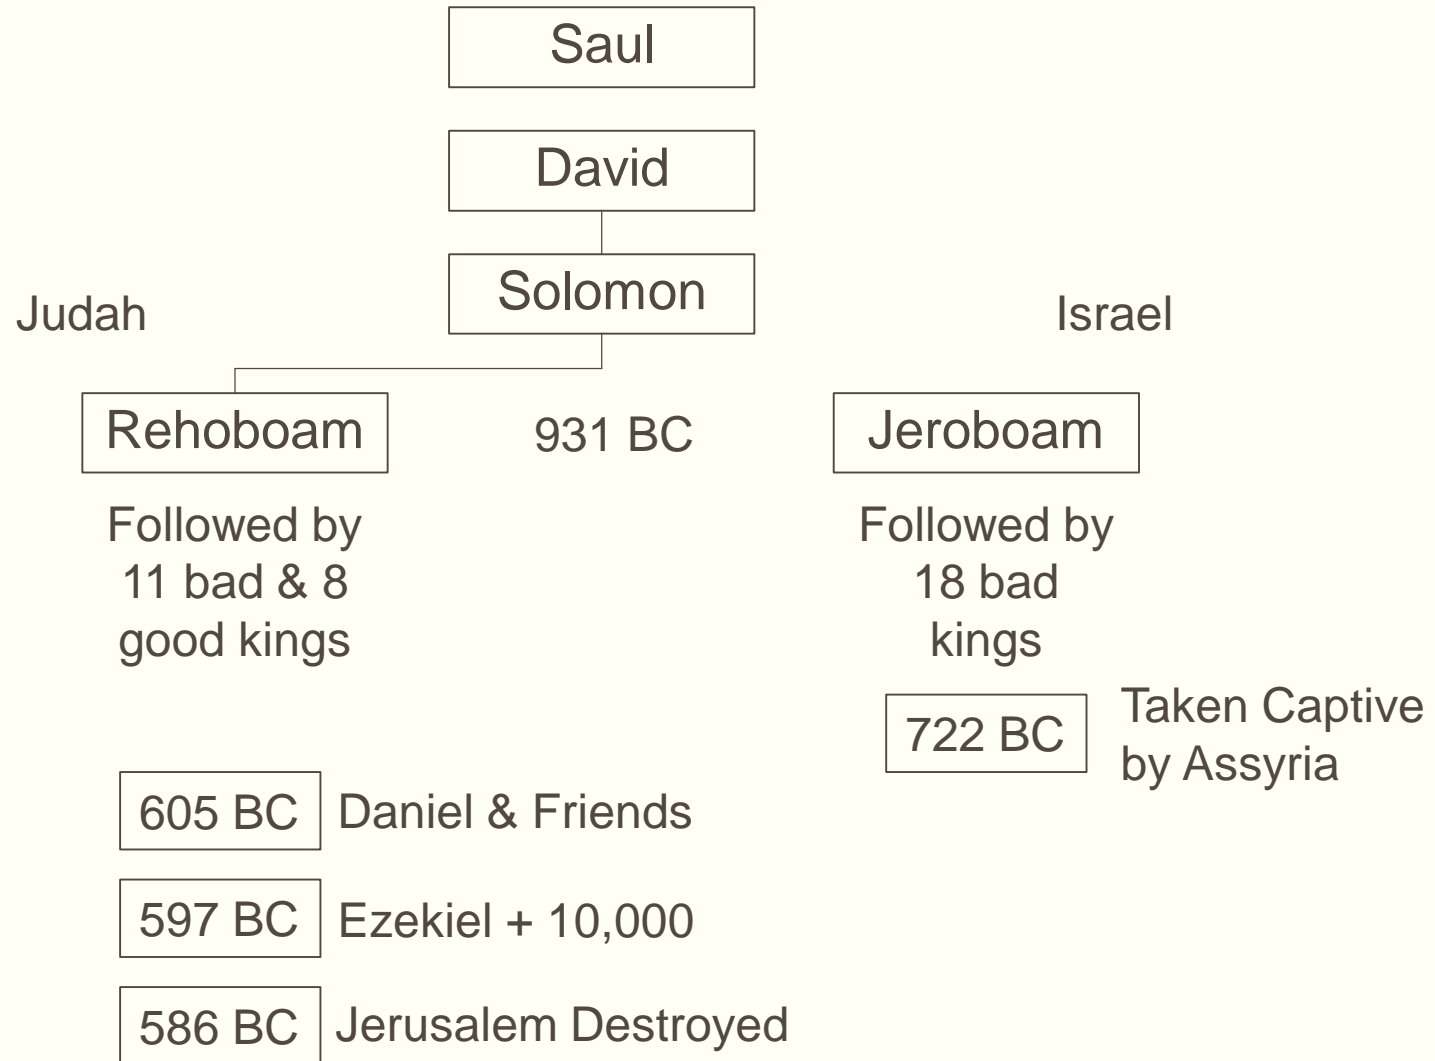 Saul
David
Solomon
Judah
Israel
Rehoboam
931 BC
Jeroboam
Followed by
11 bad & 8
good kings
Followed by
18 bad
kings
722 BC
Taken Captive
by Assyria
605 BC
Daniel & Friends
597 BC
Ezekiel + 10,000
586 BC
Jerusalem Destroyed